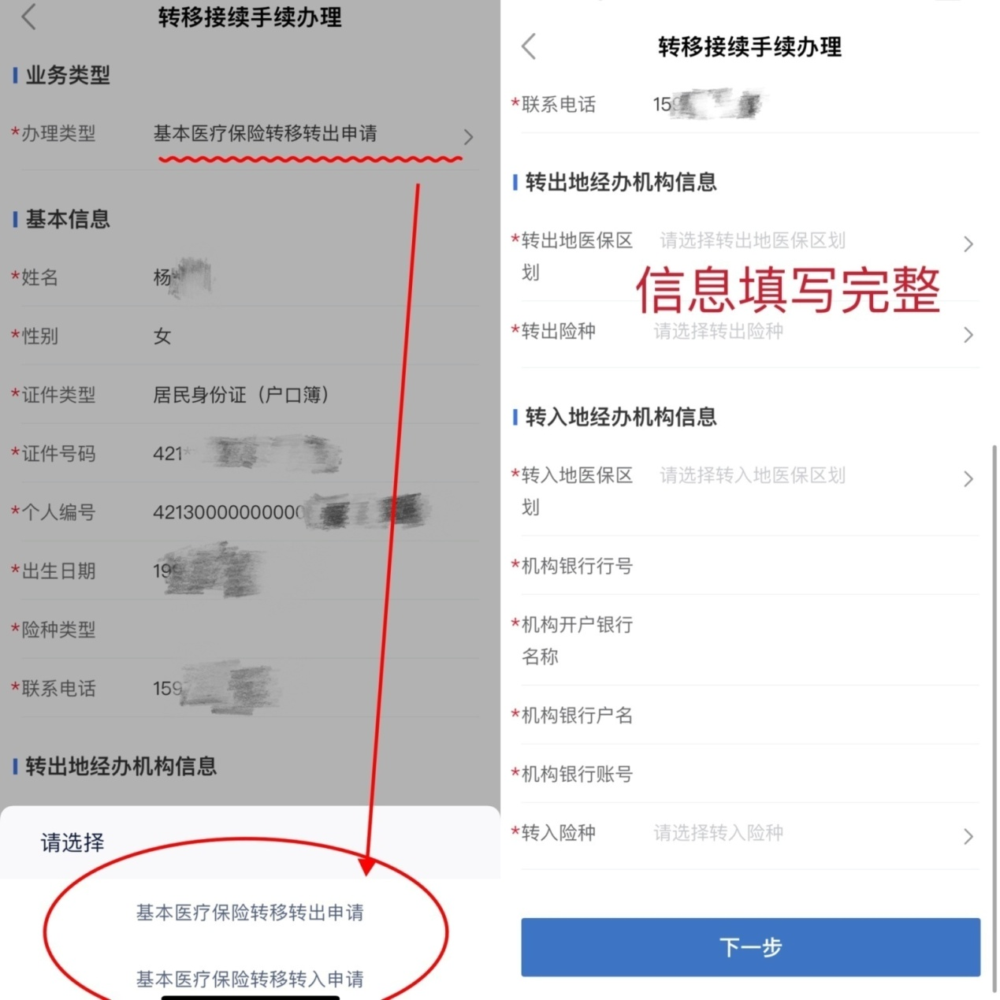 转移接续手续办理
业务类型
*办理类型 基本医疗保险转移转出申请
基本信息
*姓名 杨
*性别 女
*证件类型 居民身份证（户口簿）
*证件号码 421
*个人编号 42130000000000
*出生日期 19
*险种类型
*联系电话 159
转出地经办机构信息
请选择
基本医疗保险转移转出申请
基本医疗保险转移转入申请
转移接续手续办理
*联系电话 15
转出地经办机构信息
*转出地医保区 请选择转出地医保区划
划
信息填写完整
*转出险种 请选择转出险种
转入地经办机构信息
*转入地医保区 请选择转入地医保区划
划
*机构银行行号
*机构开户银行
名称
*机构银行户名
*机构银行账号
*转入险种 请选择转入险种
下一步